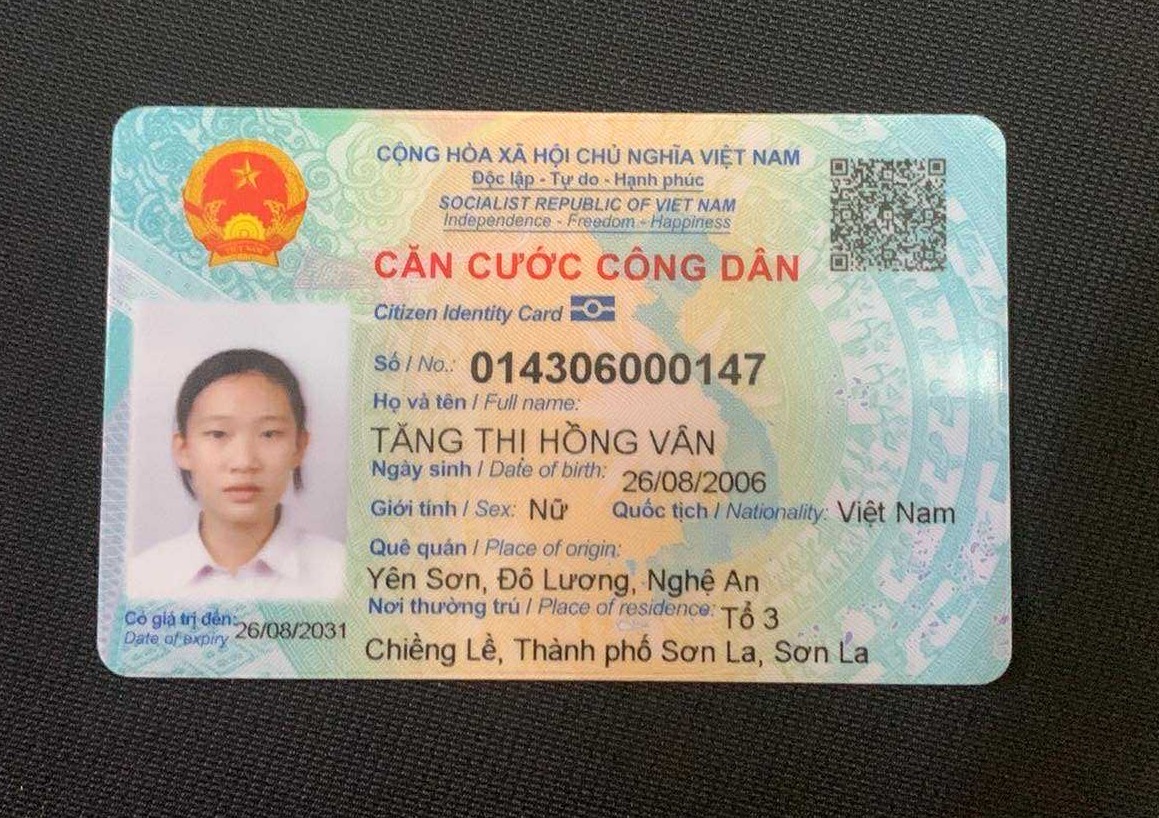 CỘNG HÒA XÃ HỘI CHỦ NGHĨA VIỆT NAM
Độc lập - Tự do - Hạnh phúc
SOCIALIST REPUBLIC OF VIET NAM
Independence - Freedom - Happiness
CĂN CƯỚC CÔNG DÂN
Citizen Identity Card
Số / No.: 014306000147
Họ và tên / Full name:
TĂNG THỊ HỒNG VÂN
Ngày sinh / Date of birth: 26/08/2006
Giới tính / Sex: Nữ Quốc tịch / Nationality: Việt Nam
Quê quán / Place of origin:
Yên Sơn, Đô Lương, Nghệ An
Nơi thường trú / Place of residence: Tổ 3
Chiềng Lề, Thành phố Sơn La, Sơn La
Có giá trị đến: 26/08/2031
Date of expiry